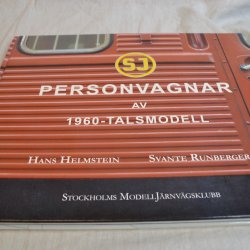 SJ
PERSONVAGNAR
AV
1960-TALSMODELL
HANS HELMSTEIN SVANTE RUNBERGER
STOCKHOLMS MODELLJÄRNVÄGSKLUBB